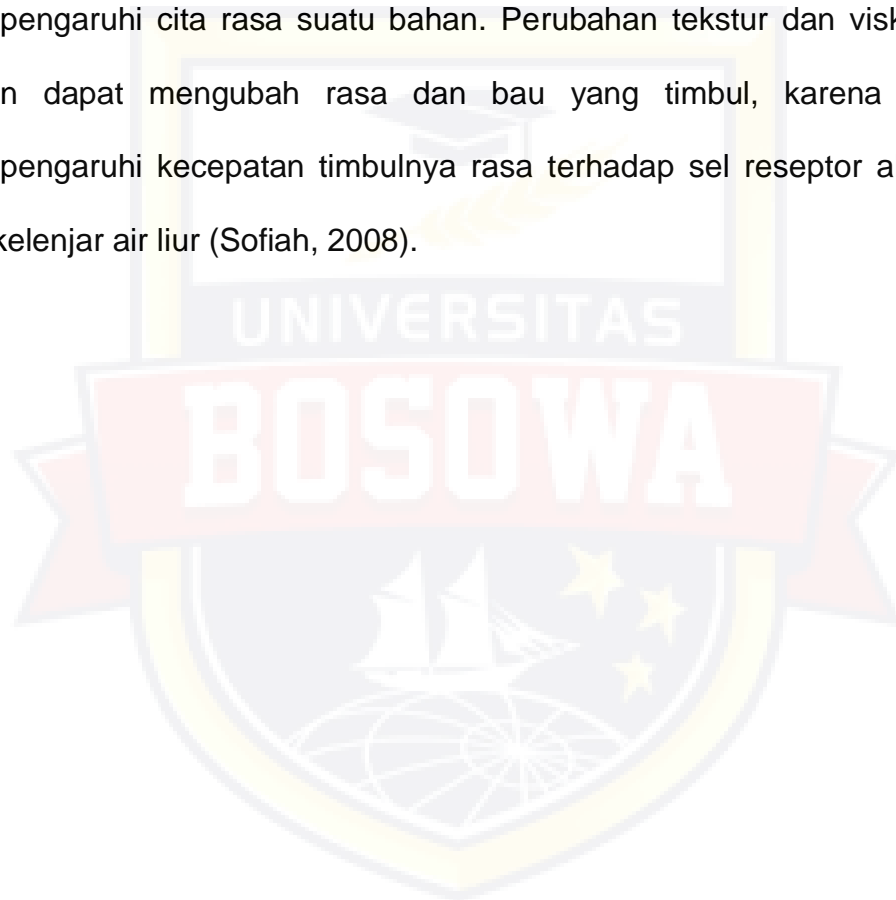 pengaruhi cita rasa suatu bahan. Perubahan tekstur dan
n dapat mengubah rasa dan bau yang timbul, karena
pengaruhi kecepatan timbulnya rasa terhadap sel reseptor
kelenjar air liur (Sofiah, 2008).
UNIVERSITAS
BOSOWA